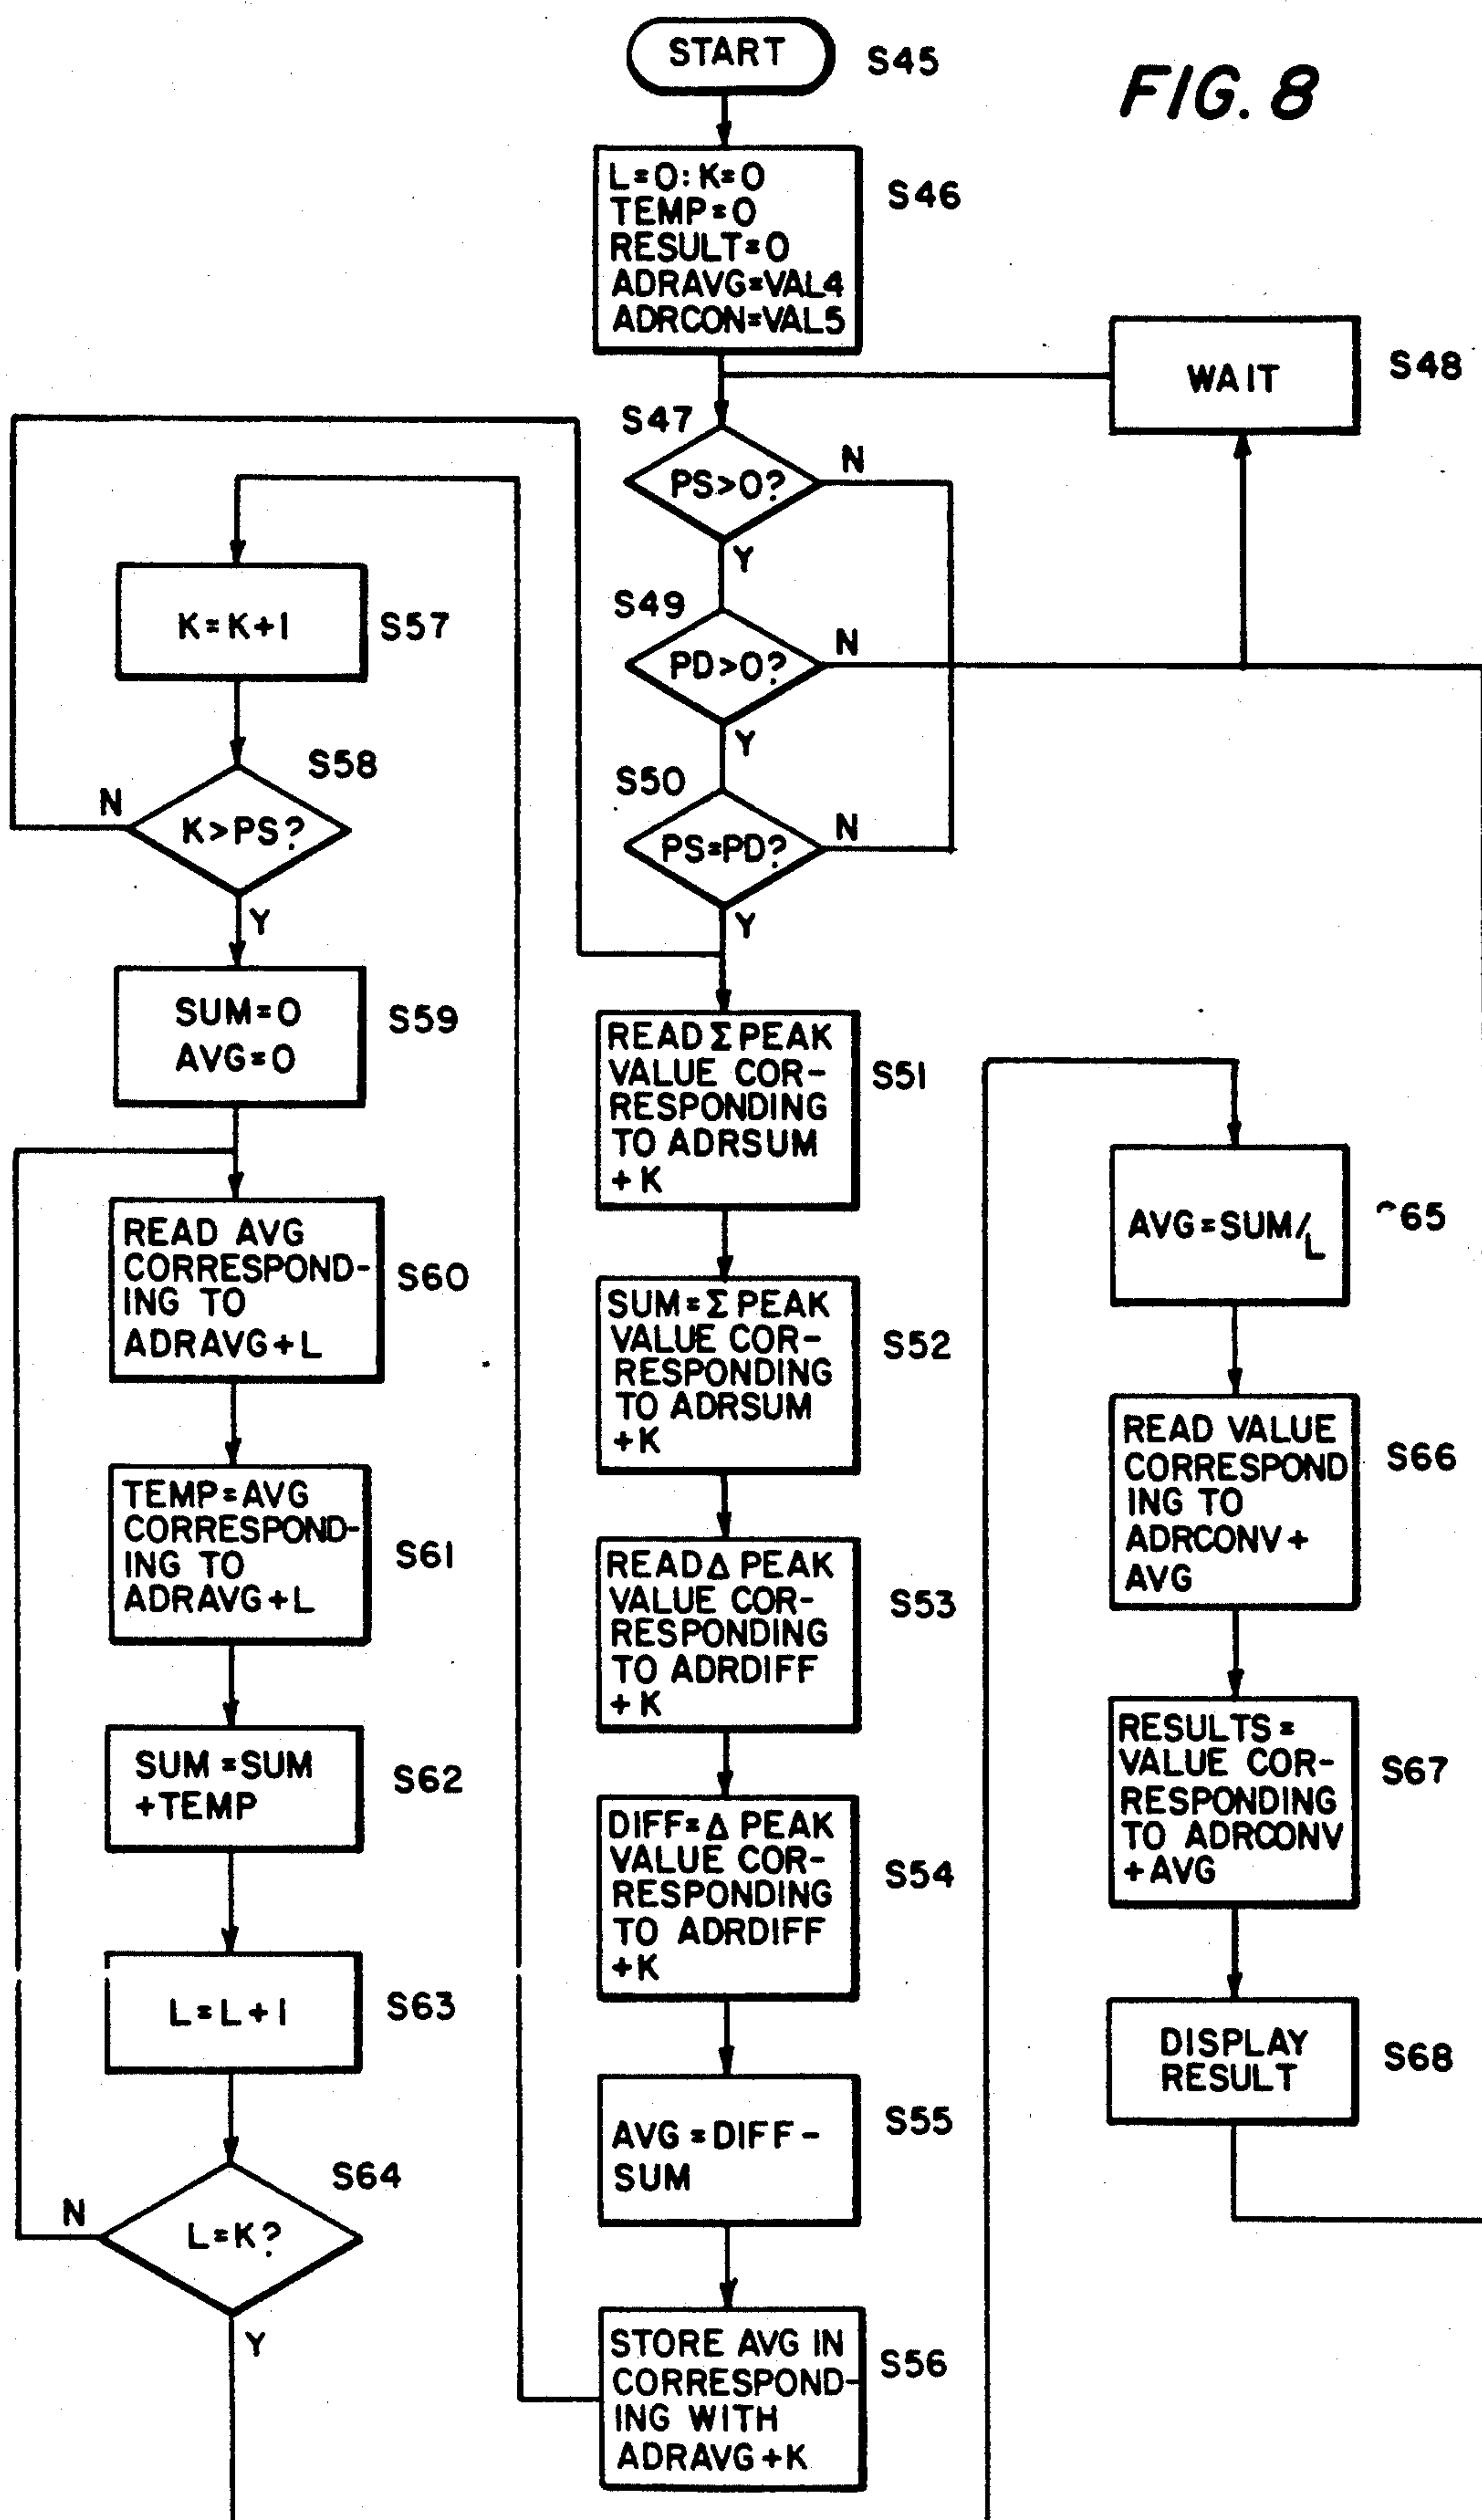 FIG. 8
START
S45
L=0:K=0
TEMP=0
RESULT=0
ADRAVG=VAL4
ADRCON=VAL5
S46
WAIT
S48
S47
PS>0?
N
Y
S49
PD>0?
N
Y
S50
PS=PD?
N
Y
READ Σ PEAK
VALUE COR-
RESPONDING
TO ADRSUM
+K
S51
SUM=Σ PEAK
VALUE COR-
RESPONDING
TO ADRSUM
+K
S52
READ Δ PEAK
VALUE COR-
RESPONDING
TO ADRDIFF
+K
S53
DIFF=Δ PEAK
VALUE COR-
RESPONDING
TO ADRDIFF
+K
S54
AVG=DIFF-
SUM
S55
STORE AVG IN
CORRESPOND-
ING WITH
ADRAVG+K
S56
K=K+1
S57
S58
K>PS?
N
Y
SUM=0
AVG=0
S59
READ AVG
CORRESPOND-
ING TO
ADRAVG+L
S60
TEMP=AVG
CORRESPOND-
ING TO
ADRAVG+L
S61
SUM=SUM
+TEMP
S62
L=L+1
S63
S64
L=K?
N
Y
AVG=SUM/L
65
READ VALUE
CORRESPOND
ING TO
ADRCONV+
AVG
S66
RESULTS=
VALUE COR-
RESPONDING
TO ADRCONV
+AVG
S67
DISPLAY
RESULT
S68